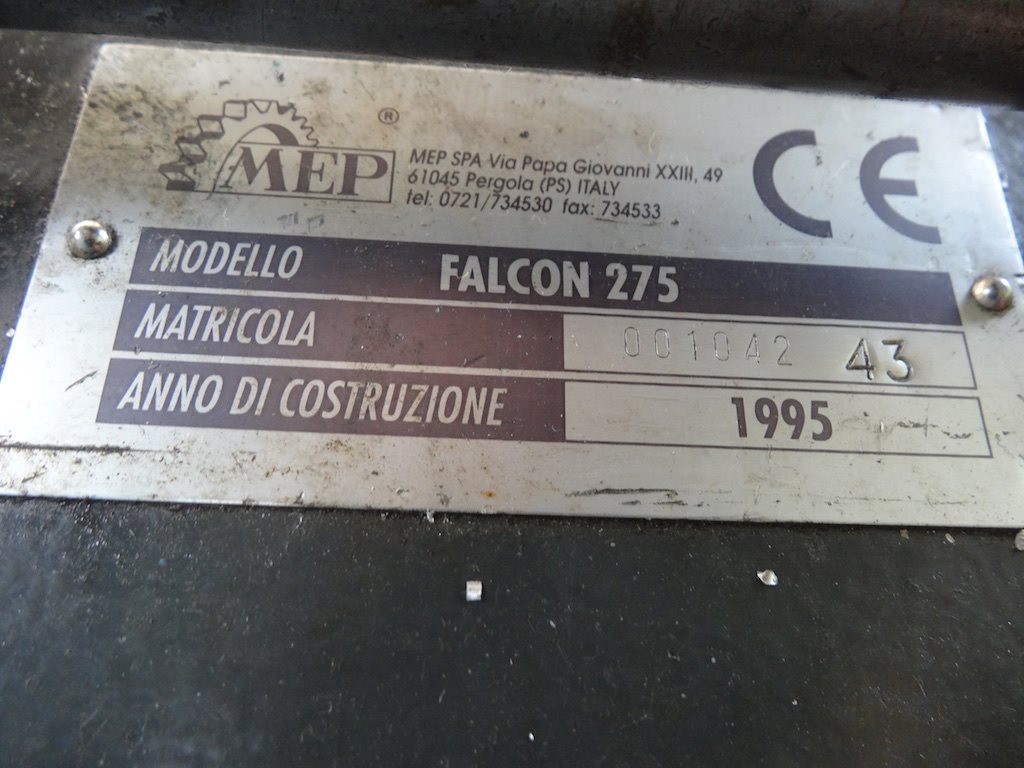 MEP ®
MEP SPA Via Papa Giovanni XXIII, 49
61045 Pergola (PS) ITALY
tel: 0721/734530 fax: 734533
CE
MODELLO FALCON 275
MATRICOLA 001042 43
ANNO DI COSTRUZIONE 1995